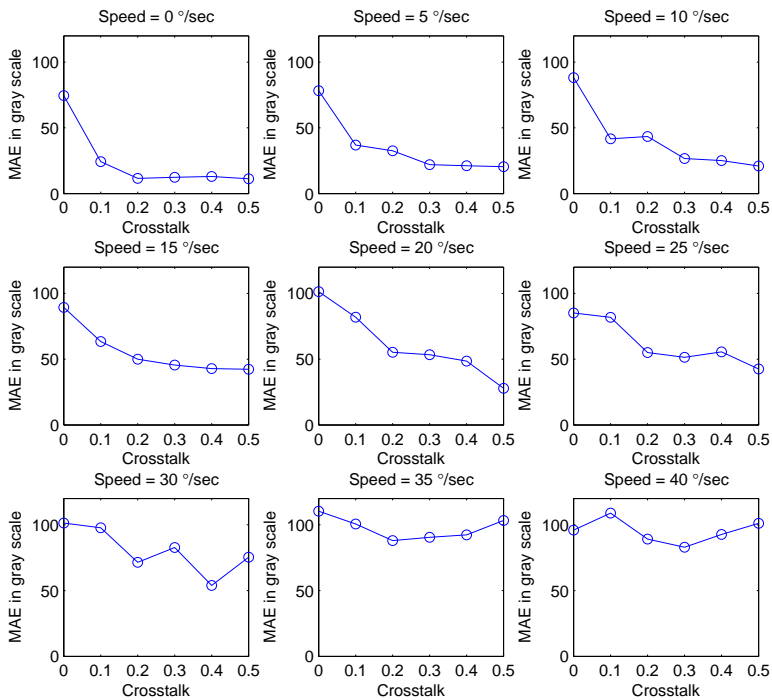 Speed = 0 °/sec
Speed = 5 °/sec
Speed = 10 °/sec
MAE in gray scale
100
50
0
0 0.1 0.2 0.3 0.4 0.5
Crosstalk
MAE in gray scale
100
50
0
0 0.1 0.2 0.3 0.4 0.5
Crosstalk
MAE in gray scale
100
50
0
0 0.1 0.2 0.3 0.4 0.5
Crosstalk
Speed = 15 °/sec
Speed = 20 °/sec
Speed = 25 °/sec
MAE in gray scale
100
50
0
0 0.1 0.2 0.3 0.4 0.5
Crosstalk
MAE in gray scale
100
50
0
0 0.1 0.2 0.3 0.4 0.5
Crosstalk
MAE in gray scale
100
50
0
0 0.1 0.2 0.3 0.4 0.5
Crosstalk
Speed = 30 °/sec
Speed = 35 °/sec
Speed = 40 °/sec
MAE in gray scale
100
50
0
0 0.1 0.2 0.3 0.4 0.5
Crosstalk
MAE in gray scale
100
50
0
0 0.1 0.2 0.3 0.4 0.5
Crosstalk
MAE in gray scale
100
50
0
0 0.1 0.2 0.3 0.4 0.5
Crosstalk